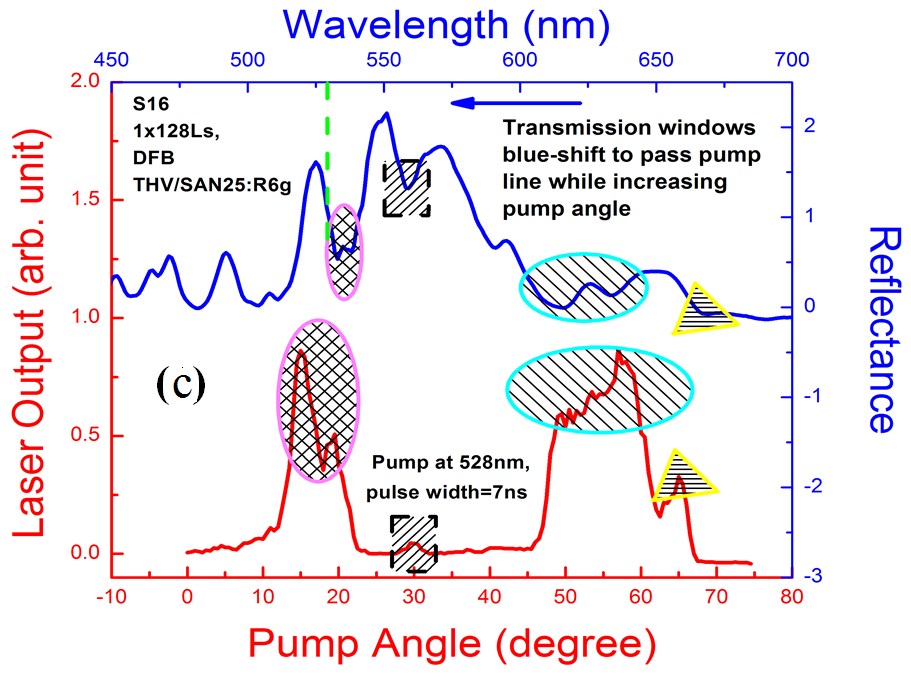 Wavelength (nm)
450 500 550 600 650 700
2.0
S16
1x128Ls,
DFB
THV/SAN25:R6g
Transmission windows
blue-shift to pass pump
line while increasing
pump angle
2
1.5
1
0
1.0
(c)
-1
0.5
Pump at 528nm,
pulse width=7ns
-2
0.0
-3
-10 0 10 20 30 40 50 60 70 80
Pump Angle (degree)
Laser Output (arb. unit)
Reflectance